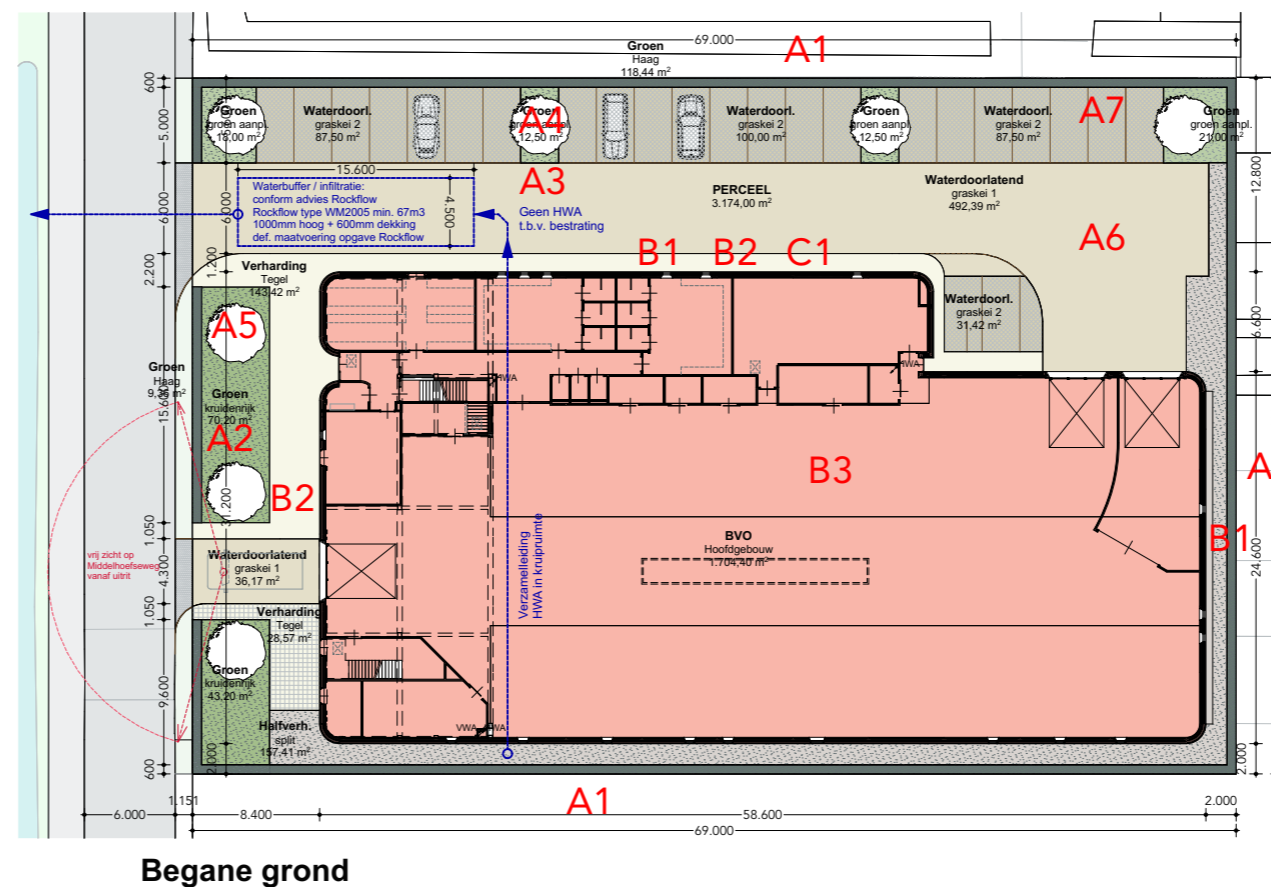 69.000
A1
Groen
Haag
118,44 m²
600
5.000
6.000
2.200
15.600
1.050
4.300
1.050
9.600
600
Groen
groen aanpl.
Waterdoorl.
graskei 2
87,50 m²
Groen
groen aanpl.
12,50 m²
A4
Waterdoorl.
graskei 2
100,00 m²
Groen
groen aanpl.
12,50 m²
Waterdoorl.
graskei 2
87,50 m²
A7
Groen
groen aanpl.
21,00 m²
15.600
A3
Waterbuffer / infiltratie:
conform advies Rockflow
Rockflow type WM2005 min. 67m3
1000mm hoog + 600mm dekking
def. maatvoering opgave Rockflow
4.500
6.000
1.200
Geen HWA
t.b.v. bestrating
PERCEEL
3.174,00 m²
Waterdoorlatend
graskei 1
492,39 m²
A6
12.800
B1 B2 C1
Verharding
Tegel
143,42 m²
A5
Waterdoorl.
graskei 2
31,42 m²
6.600
Groen
Haag
Groen
kruidenrijk
70,20 m²
A2
31.200
HWA
B2
B3
A
B1
24.600
BVO
Hoofdgebouw
1.704,40 m²
vrij zicht op
Middelhoefseweg
vanaf uitrit
Waterdoorlatend
graskei 1
36,17 m²
Verzamelleiding
HWA in kruipruimte
Verharding
Tegel
28,57 m²
Groen
kruidenrijk
43,20 m²
Halfverh.
split
157,41 m²
VWA
2.000
2.000
1.151
A1
2.000
6.000
8.400
58.600
69.000
Begane grond